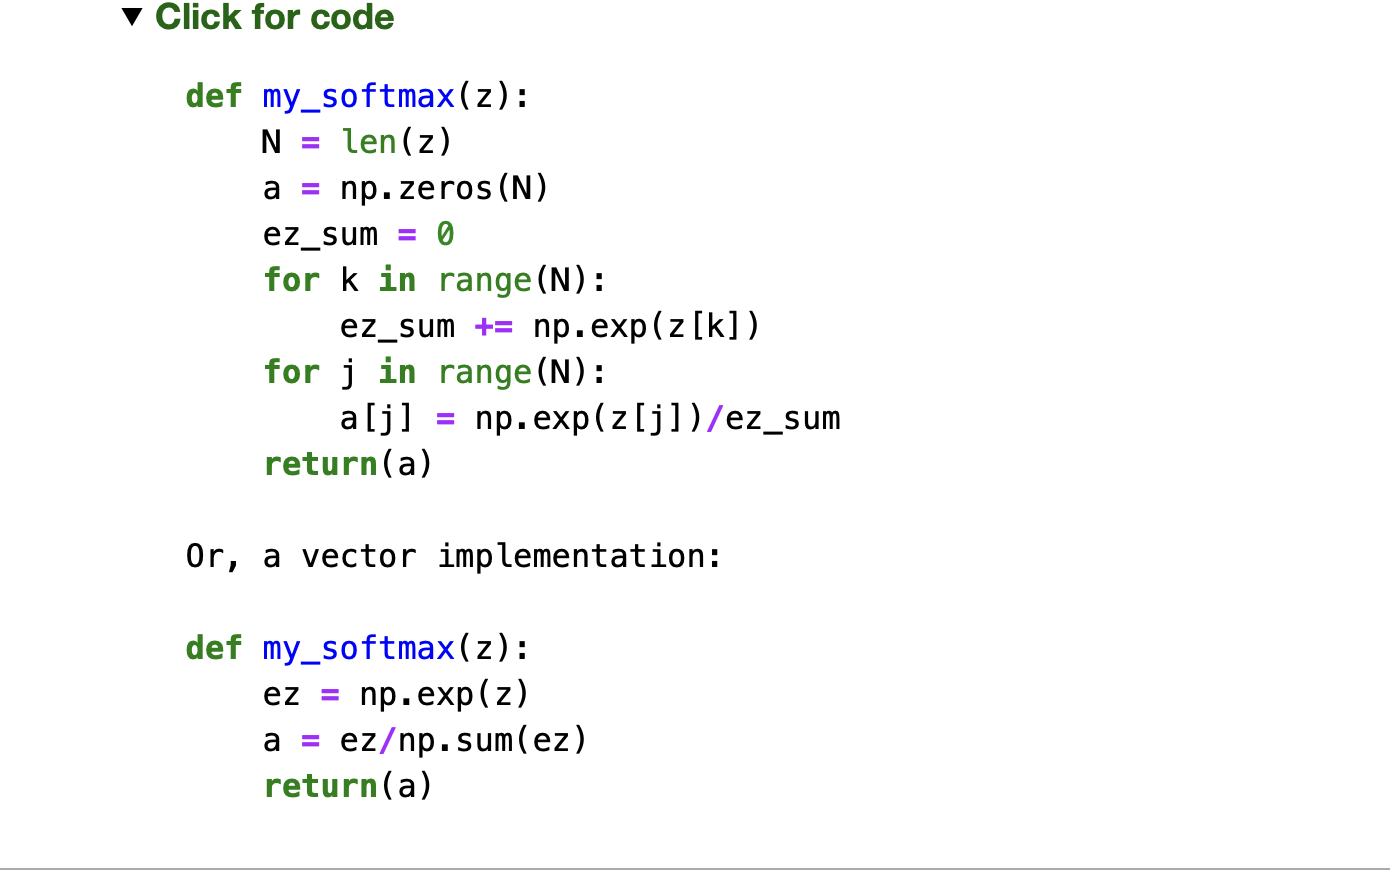 ▼ Click for code
def my_softmax(z):
    N = len(z)
    a = np.zeros(N)
    ez_sum = 0
    for k in range(N):
        ez_sum += np.exp(z[k])
    for j in range(N):
        a[j] = np.exp(z[j])/ez_sum
    return(a)
Or, a vector implementation:
def my_softmax(z):
    ez = np.exp(z)
    a = ez/np.sum(ez)
    return(a)